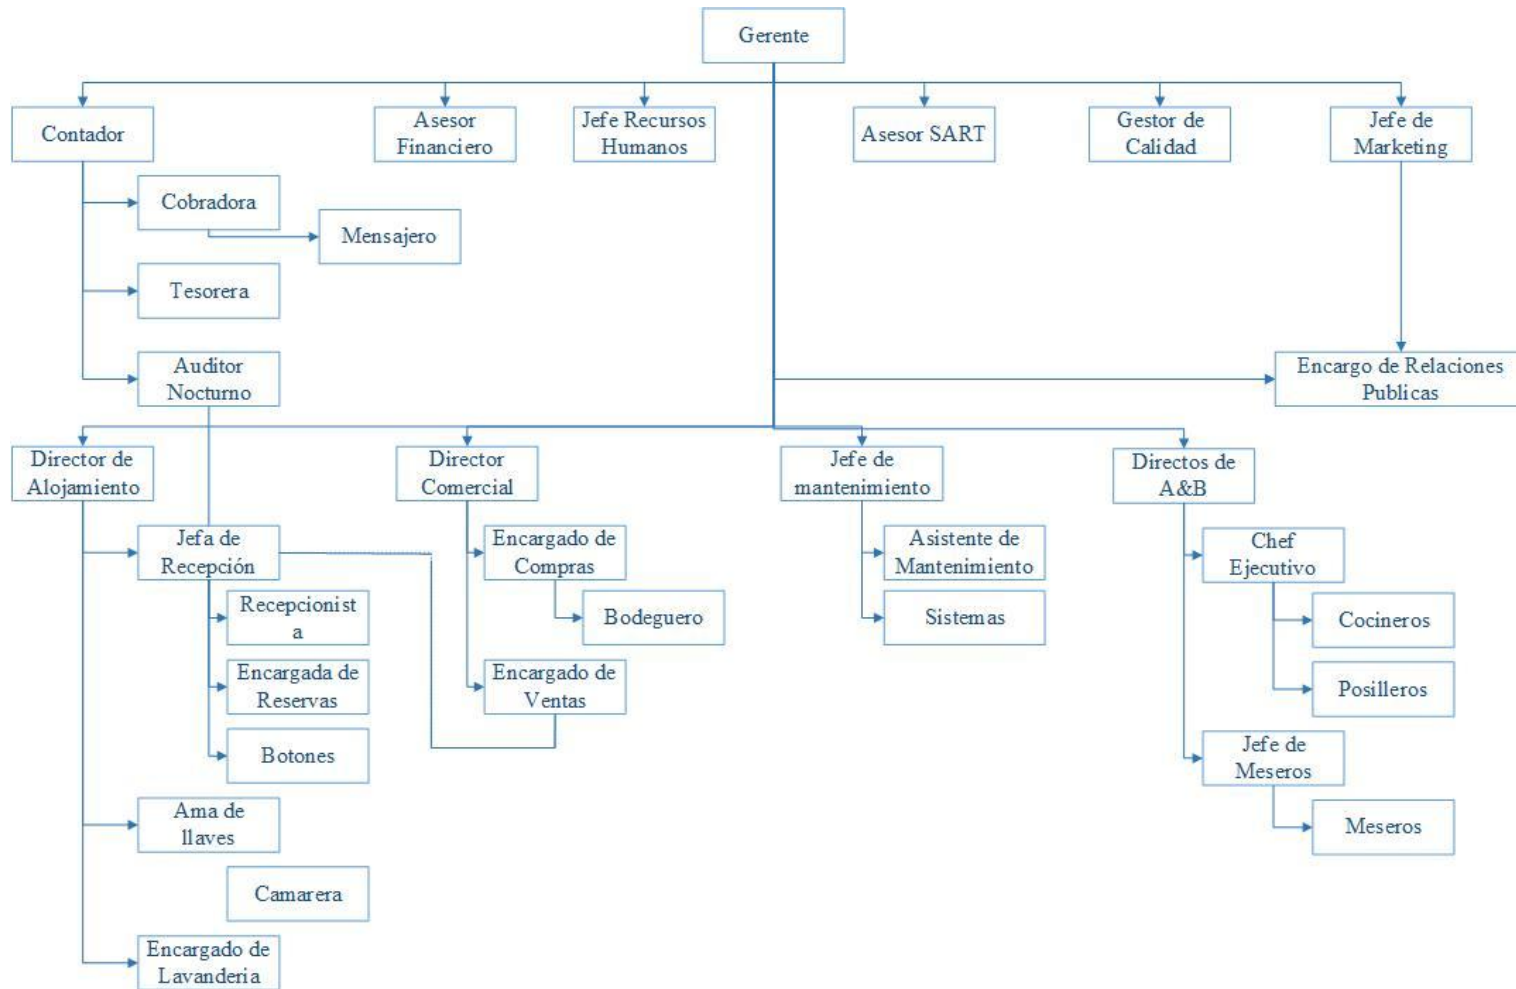 Gerente
Contador
Asesor
Financiero
Jefe Recursos
Humanos
Asesor SART
Gestor de
Calidad
Jefe de
Marketing
Cobradora
Mensajero
Tesorera
Auditor
Nocturno
Encargo de Relaciones
Publicas
Director de
Alojamiento
Director
Comercial
Jefe de
mantenimiento
Directos de
A&B
Jefa de
Recepción
Encargado de
Compras
Asistente de
Mantenimiento
Chef
Ejecutivo
Recepcionist
a
Bodeguero
Sistemas
Cocineros
Encargada de
Reservas
Encargado de
Ventas
Posilleros
Botones
Jefe de
Meseros
Ama de
llaves
Meseros
Camarera
Encargado de
Lavanderia